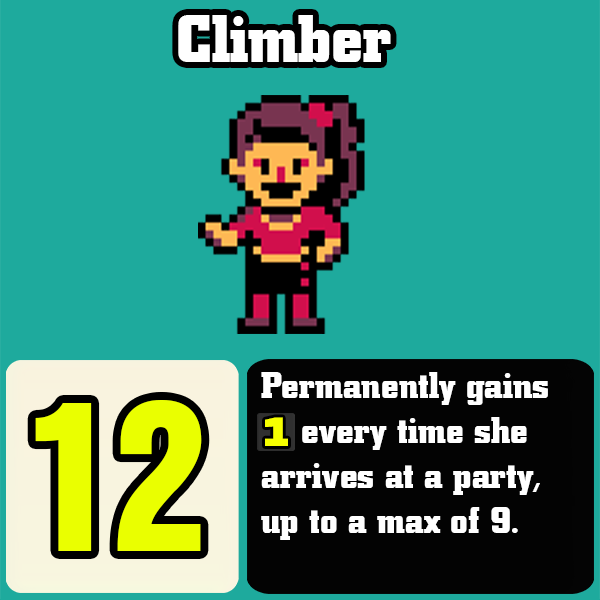 Climber
12
Permanently gains
1 every time she
arrives at a party,
up to a max of 9.